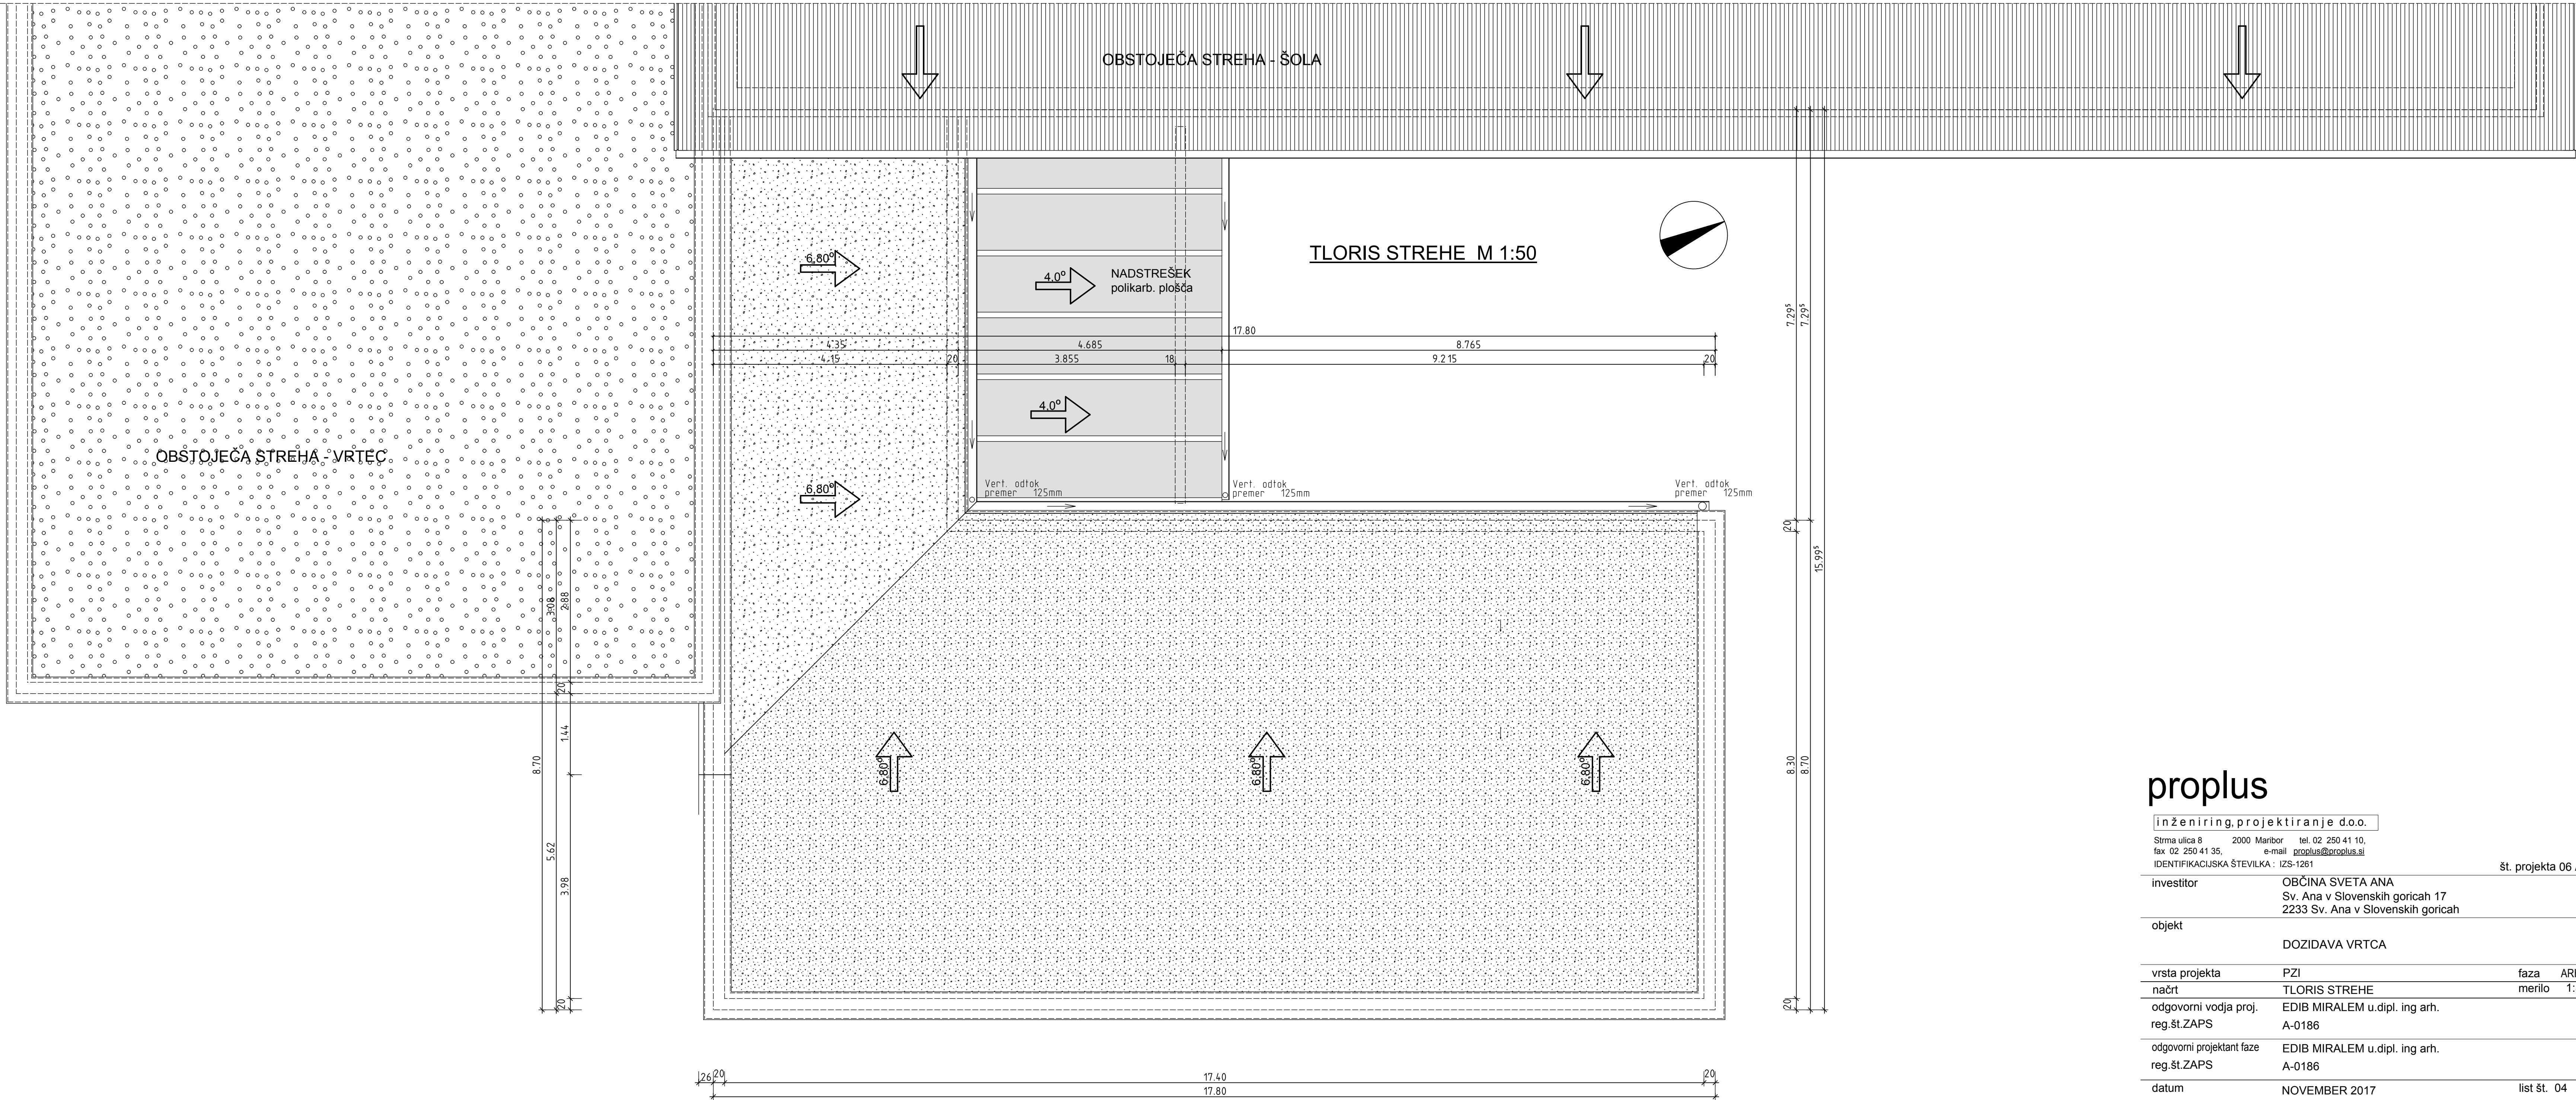 OBSTOJEČA STREHA - ŠOLA
TLORIS STREHE M 1:50
6.80°
4.0°
NADSTREŠEK
polikarb. plošča
17.80
4.35
4.685
8.765
4.15
20
3.855
18
9.215
20
7.29⁵
7.29⁵
4.0°
OBSTOJEČA STREHA - VRTEC
6.80°
Vert. odtok
premer 125mm
Vert. odtok
premer 125mm
Vert. odtok
premer 125mm
20
15.99⁵
3.08
2.88
20
1.44
8.70
5.62
3.98
20
6.80°
6.80°
6.80°
8.30
8.70
20
26
20
17.40
20
17.80
proplus
inženiring, projektiranje d.o.o.
Strma ulica 8 2000 Maribor tel. 02 250 41 10,
fax 02 250 41 35, e-mail proplus@proplus.si
IDENTIFIKACIJSKA ŠTEVILKA : IZS-1261
št. projekta 06
investitor OBČINA SVETA ANA
Sv. Ana v Slovenskih goricah 17
2233 Sv. Ana v Slovenskih goricah
objekt
DOZIDAVA VRTCA
vrsta projekta PZI faza
načrt TLORIS STREHE merilo 1:
odgovorni vodja proj. EDIB MIRALEM u.dipl. ing arh.
reg.št.ZAPS A-0186
odgovorni projektant faze EDIB MIRALEM u.dipl. ing arh.
reg.št.ZAPS A-0186
datum NOVEMBER 2017 list št. 04